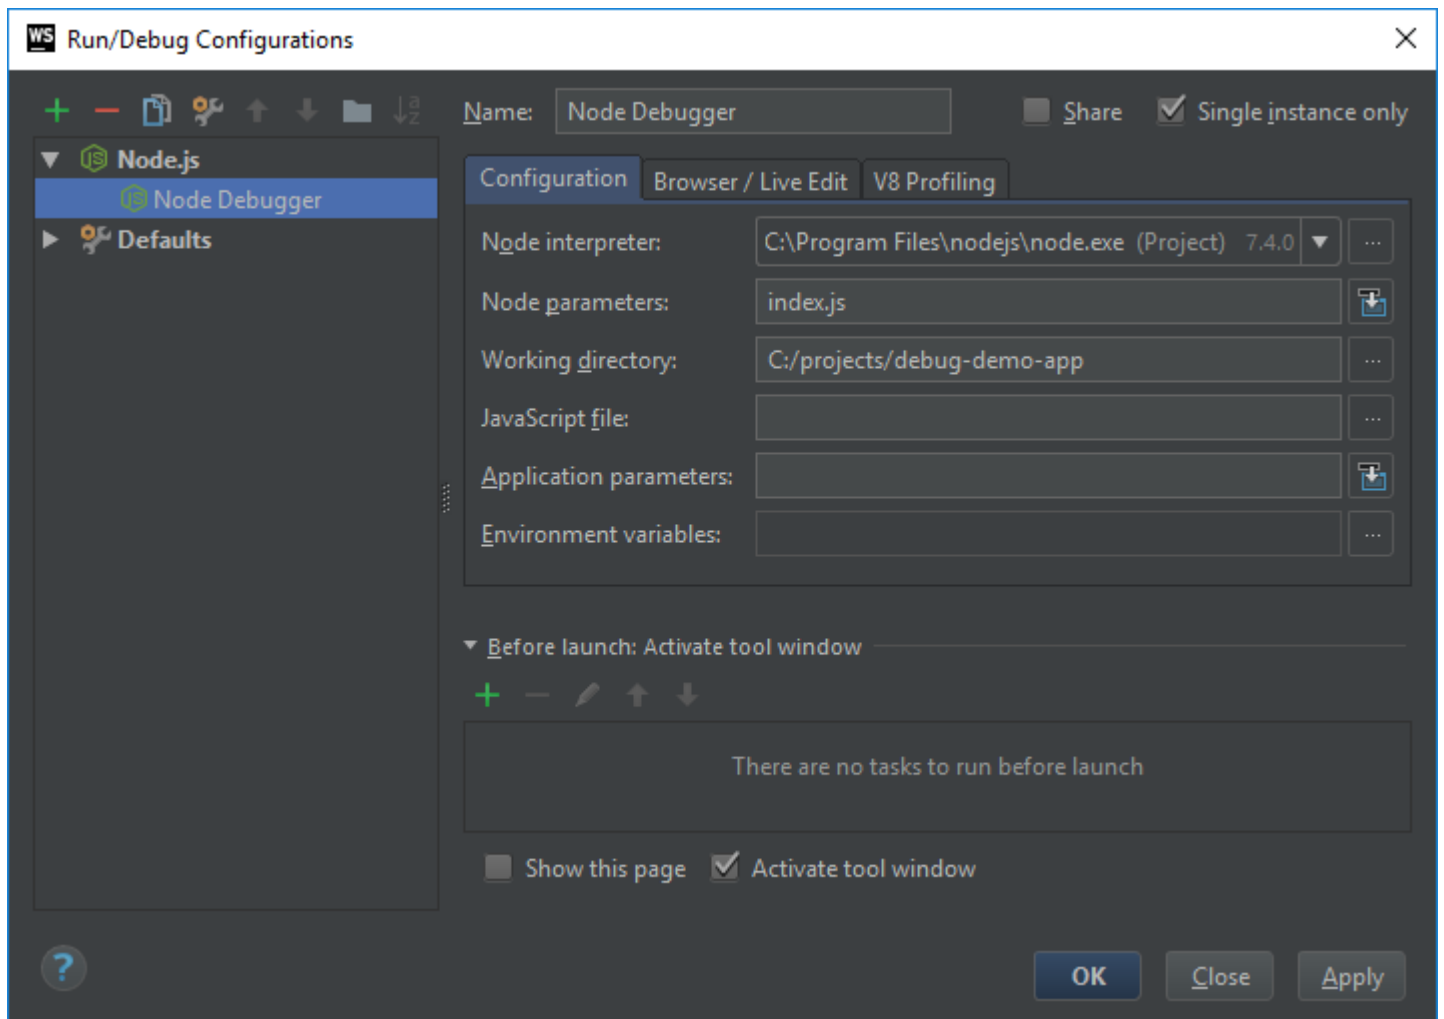 WS Run/Debug Configurations
Name: Node Debugger Share Single instance only
Node.js
Node Debugger
Defaults
Configuration Browser / Live Edit V8 Profiling
Node interpreter: C:\Program Files\nodejs\node.exe (Project) 7.4.0 ...
Node parameters: index.js
Working directory: C:/projects/debug-demo-app ...
JavaScript file: ...
Application parameters:
Environment variables: ...
Before launch: Activate tool window
There are no tasks to run before launch
Show this page Activate tool window
? OK Close Apply